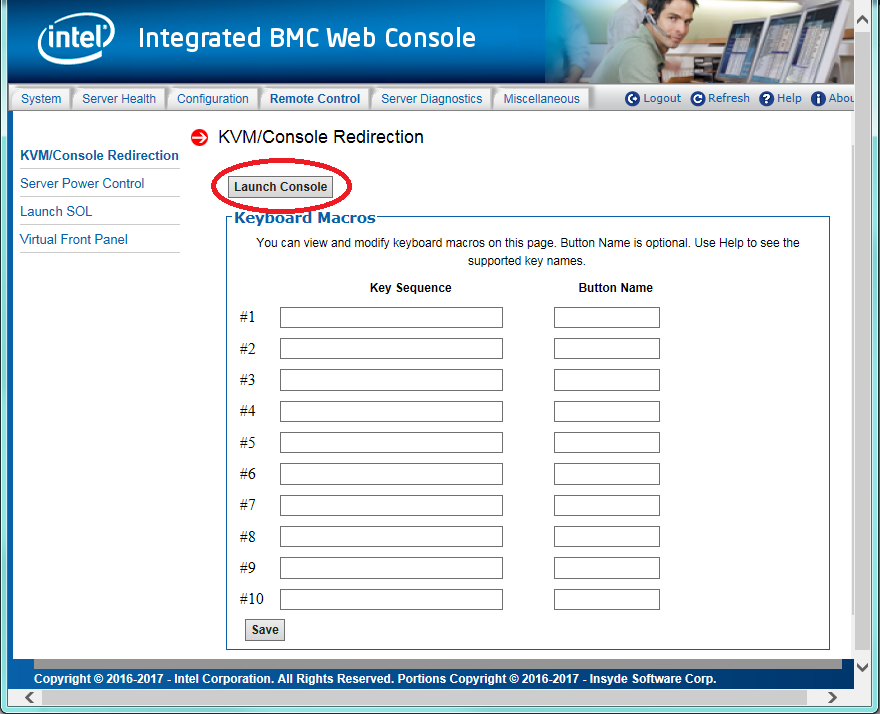 intel Integrated BMC Web Console
System Server Health Configuration Remote Control Server Diagnostics Miscellaneous Logout Refresh Help Abou
KVM/Console Redirection
Server Power Control
Launch SOL
Virtual Front Panel
KVM/Console Redirection
Launch Console
Keyboard Macros
You can view and modify keyboard macros on this page. Button Name is optional. Use Help to see the
supported key names.
Key Sequence Button Name
#1
#2
#3
#4
#5
#6
#7
#8
#9
#10
Save
Copyright © 2016-2017 - Intel Corporation. All Rights Reserved. Portions Copyright © 2016-2017 - Insyde Software Corp.